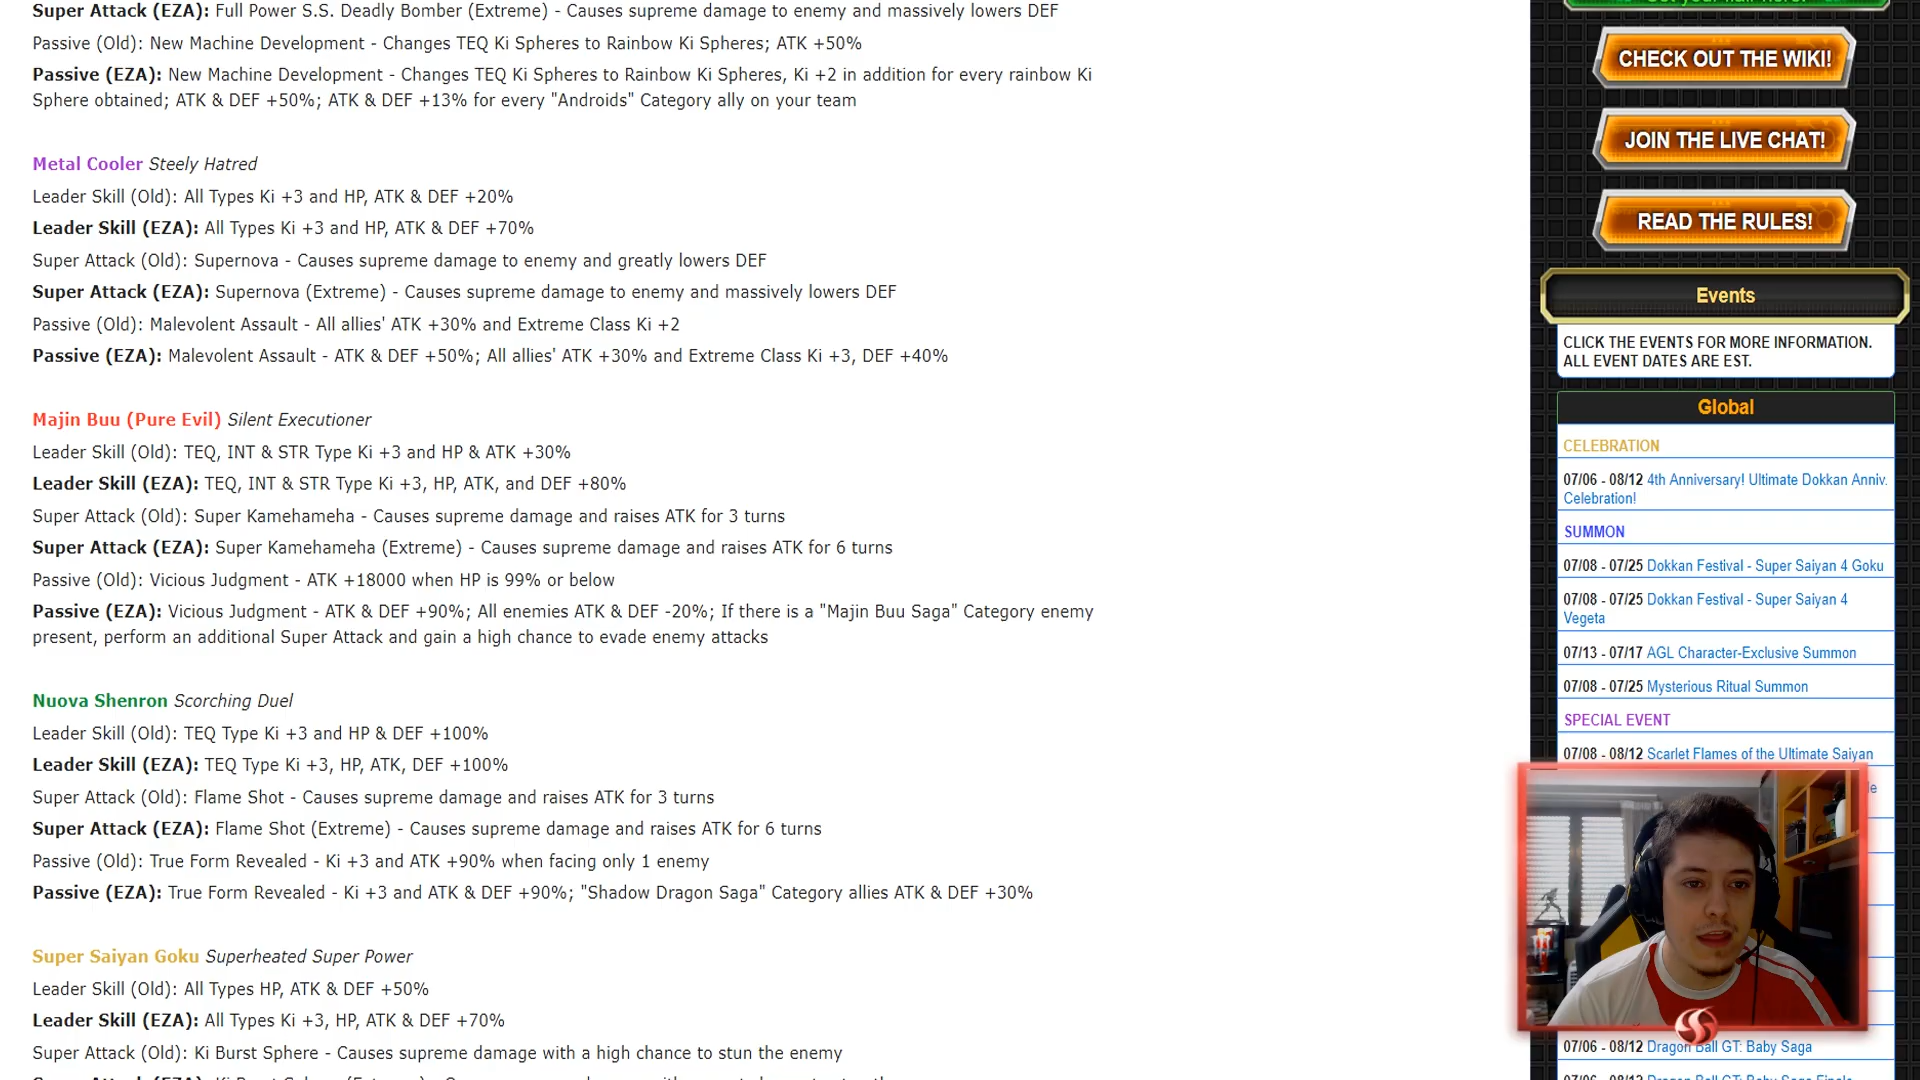 Super Attack (EZA): Full Power S.S. Deadly Bomber (Extreme) - Causes supreme damage to enemy and massively lowers DEF
Passive (Old): New Machine Development - Changes TEQ Ki Spheres to Rainbow Ki Spheres; ATK +50%
Passive (EZA): New Machine Development - Changes TEQ Ki Spheres to Rainbow Ki Spheres, Ki +2 in addition for every rainbow Ki
Sphere obtained; ATK & DEF +50%; ATK & DEF +13% for every "Androids" Category ally on your team
Metal Cooler Steely Hatred
Leader Skill (Old): All Types Ki +3 and HP, ATK & DEF +20%
Leader Skill (EZA): All Types Ki +3 and HP, ATK & DEF +70%
Super Attack (Old): Supernova - Causes supreme damage to enemy and greatly lowers DEF
Super Attack (EZA): Supernova (Extreme) - Causes supreme damage to enemy and massively lowers DEF
Passive (Old): Malevolent Assault - All allies' ATK +30% and Extreme Class Ki +2
Passive (EZA): Malevolent Assault - ATK & DEF +50%; All allies' ATK +30% and Extreme Class Ki +3, DEF +40%
Majin Buu (Pure Evil) Silent Executioner
Leader Skill (Old): TEQ, INT & STR Type Ki +3 and HP & ATK +30%
Leader Skill (EZA): TEQ, INT & STR Type Ki +3, HP, ATK, and DEF +80%
Super Attack (Old): Super Kamehameha - Causes supreme damage and raises ATK for 3 turns
Super Attack (EZA): Super Kamehameha (Extreme) - Causes supreme damage and raises ATK for 6 turns
Passive (Old): Vicious Judgment - ATK +18000 when HP is 99% or below
Passive (EZA): Vicious Judgment - ATK & DEF +90%; All enemies ATK & DEF -20%; If there is a "Majin Buu Saga" Category enemy
present, perform an additional Super Attack and gain a high chance to evade enemy attacks
Nuova Shenron Scorching Duel
Leader Skill (Old): TEQ Type Ki +3 and HP & DEF +100%
Leader Skill (EZA): TEQ Type Ki +3, HP, ATK, DEF +100%
Super Attack (Old): Flame Shot - Causes supreme damage and raises ATK for 3 turns
Super Attack (EZA): Flame Shot (Extreme) - Causes supreme damage and raises ATK for 6 turns
Passive (Old): True Form Revealed - Ki +3 and ATK +90% when facing only 1 enemy
Passive (EZA): True Form Revealed - Ki +3 and ATK & DEF +90%; "Shadow Dragon Saga" Category allies ATK & DEF +30%
Super Saiyan Goku Superheated Super Power
Leader Skill (Old): All Types HP, ATK & DEF +50%
Leader Skill (EZA): All Types Ki +3, HP, ATK & DEF +70%
Super Attack (Old): Ki Burst Sphere - Causes supreme damage with a high chance to stun the enemy
CHECK OUT THE WIKI!
JOIN THE LIVE CHAT!
READ THE RULES!
Events
CLICK THE EVENTS FOR MORE INFORMATION.
ALL EVENT DATES ARE EST.
Global
CELEBRATION
07/06 - 08/12 4th Anniversary! Ultimate Dokkan Anniv.
Celebration!
SUMMON
07/08 - 07/25 Dokkan Festival - Super Saiyan 4 Goku
07/08 - 07/25 Dokkan Festival - Super Saiyan 4
Vegeta
07/13 - 07/17 AGL Character-Exclusive Summon
07/08 - 07/25 Mysterious Ritual Summon
SPECIAL EVENT
07/08 - 08/12 Scarlet Flames of the Ultimate Saiyan
07/06 - 08/12 Dragon Ball GT: Baby Saga